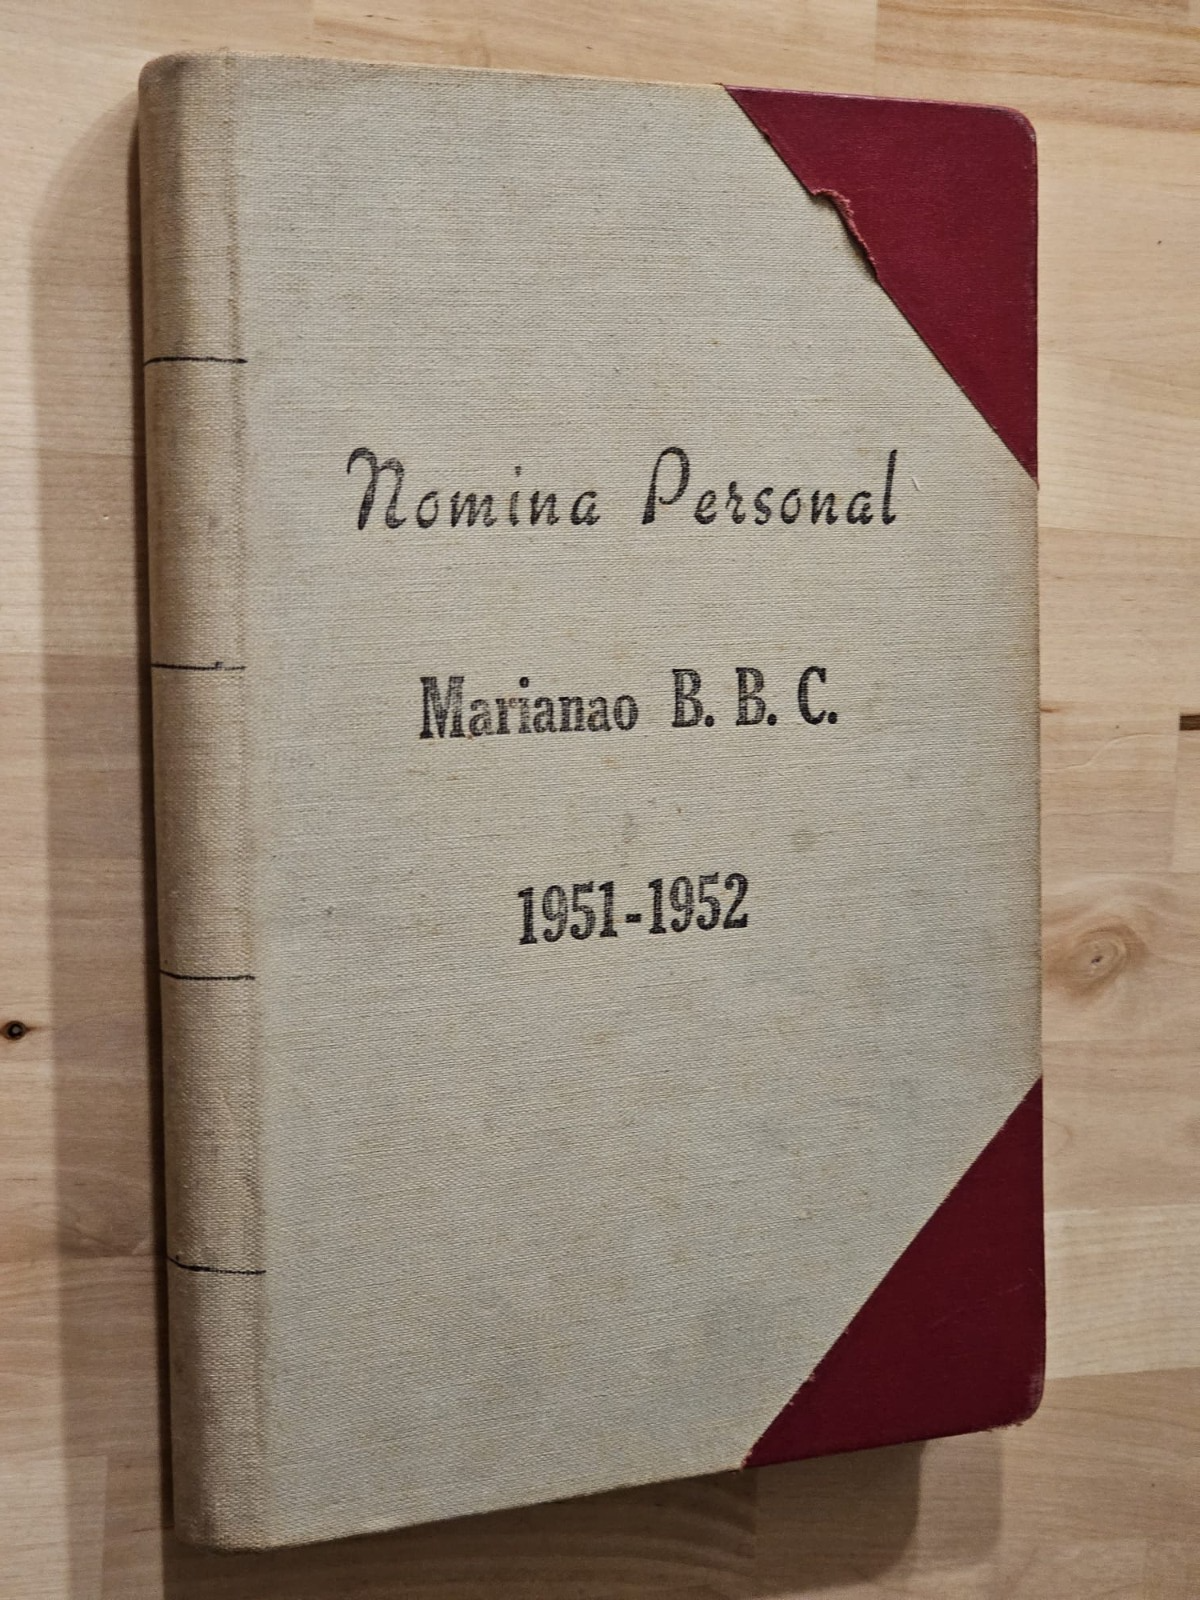 Nomina Personal
Marianao B. B. C.
1951-1952